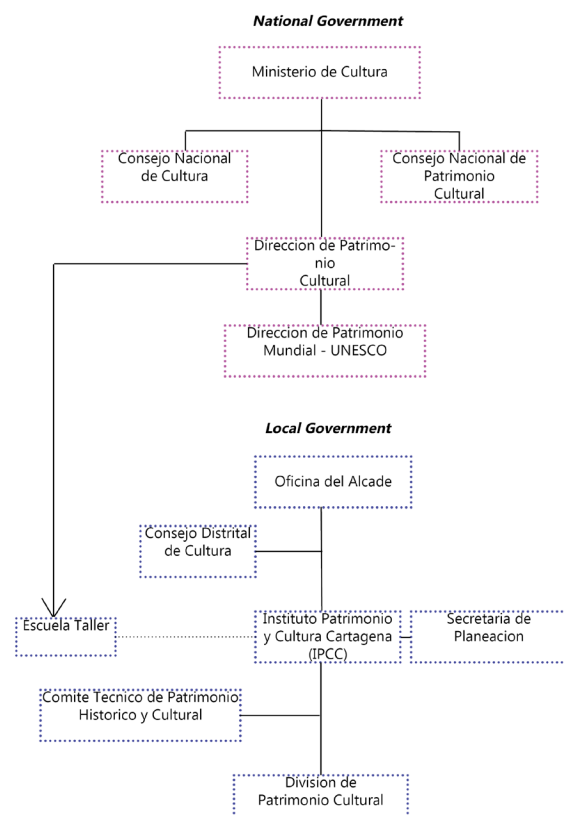 National Government
Ministerio de Cultura
Consejo Nacional
de Cultura
Consejo Nacional de
Patrimonio
Cultural
Direccion de Patrimo-
nio
Cultural
Direccion de Patrimonio
Mundial - UNESCO
Local Government
Oficina del Alcade
Consejo Distrital
de Cultura
Escuela Taller
Instituto Patrimonio
y Cultura Cartagena
(IPCC)
Secretaria de
Planeacion
Comite Tecnico de Patrimonio
Historico y Cultural
Division de
Patrimonio Cultural